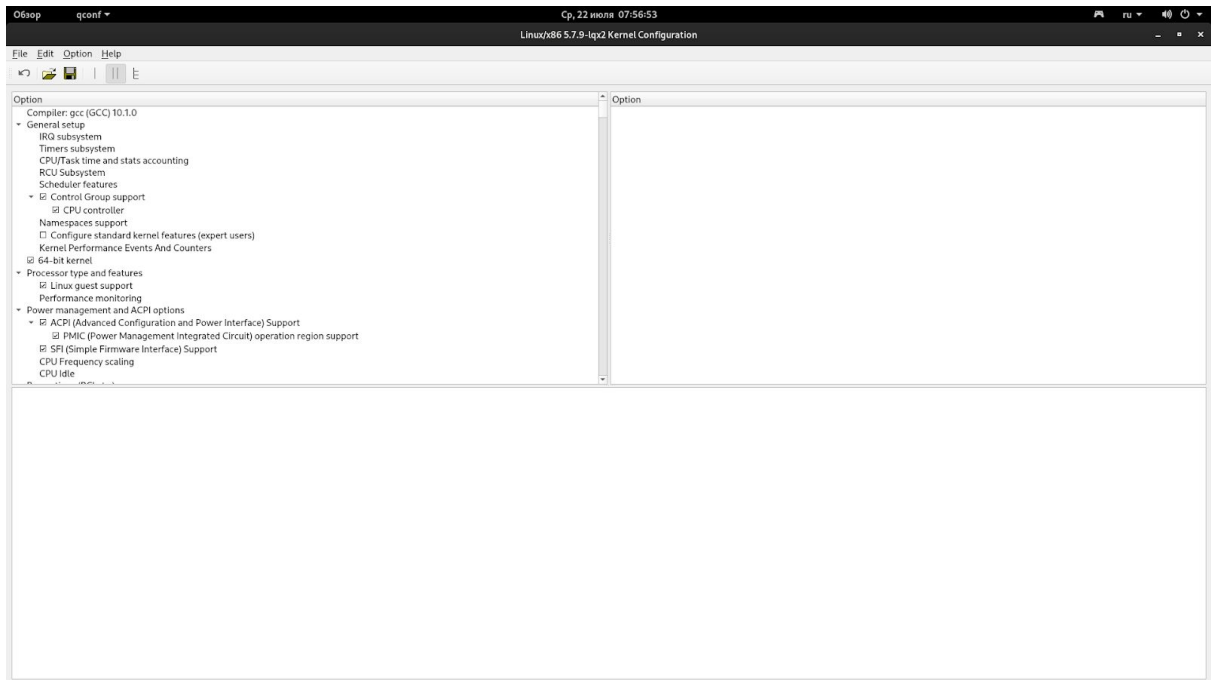 Обзор qconf Ср, 22 июля 07:56:53 ru
Linux/x86 5.7.9-lqx2 Kernel Configuration
File Edit Option Help
Option Option
Compiler: gcc (GCC) 10.1.0
General setup
IRQ subsystem
Timers subsystem
CPU/Task time and stats accounting
RCU Subsystem
Scheduler features
Control Group support
CPU controller
Namespaces support
Configure standard kernel features (expert users)
Kernel Performance Events And Counters
64-bit kernel
Processor type and features
Linux guest support
Performance monitoring
Power management and ACPI options
ACPI (Advanced Configuration and Power Interface) Support
PMIC (Power Management Integrated Circuit) operation region support
SFI (Simple Firmware Interface) Support
CPU Frequency scaling
CPU Idle